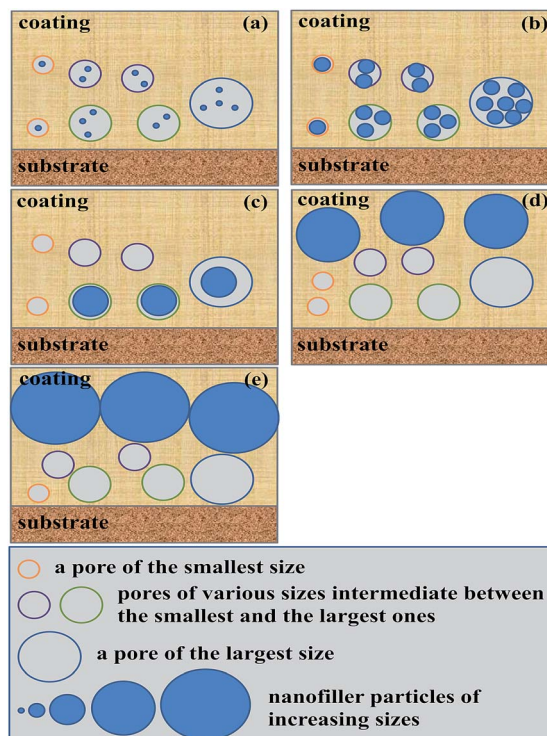 coating (a)
substrate
coating (b)
substrate
coating (c)
substrate
coating (d)
substrate
coating (e)
substrate
a pore of the smallest size
pores of various sizes intermediate between
the smallest and the largest ones
a pore of the largest size
nanofiller particles of
increasing sizes